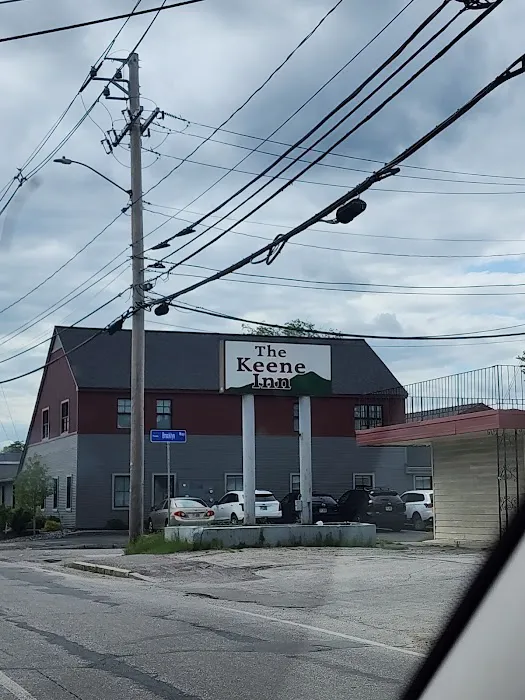 The
Keene
Inn
Brooklyn